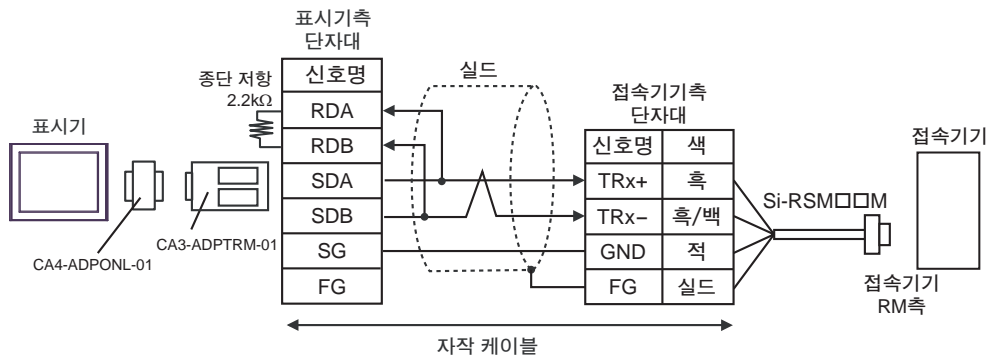 표시기측
단자대
종단 저항
2.2kΩ
신호명
RDA
RDB
SDA
SDB
SG
FG
실드
접속기기측
단자대
신호명 색
TRx+ 흑
TRx− 흑/백
GND 적
FG 실드
표시기
CA4-ADPONL-01
CA3-ADPTRM-01
Si-RSM□□M
접속기기
접속기기
RM측
자작 케이블